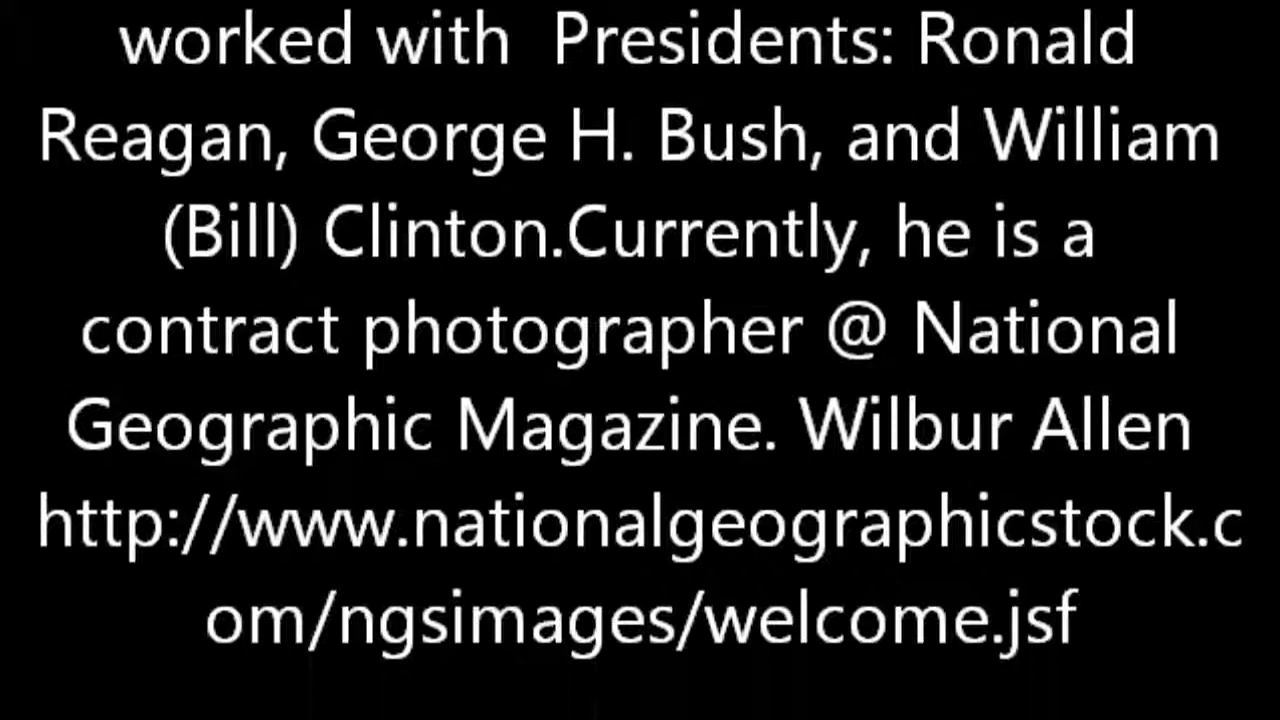 worked with  Presidents: Ronald
Reagan, George H. Bush, and William
(Bill) Clinton.Currently, he is a
contract photographer @ National
Geographic Magazine. Wilbur Allen
http://www.nationalgeographicstock.c
om/ngsimages/welcome.jsf